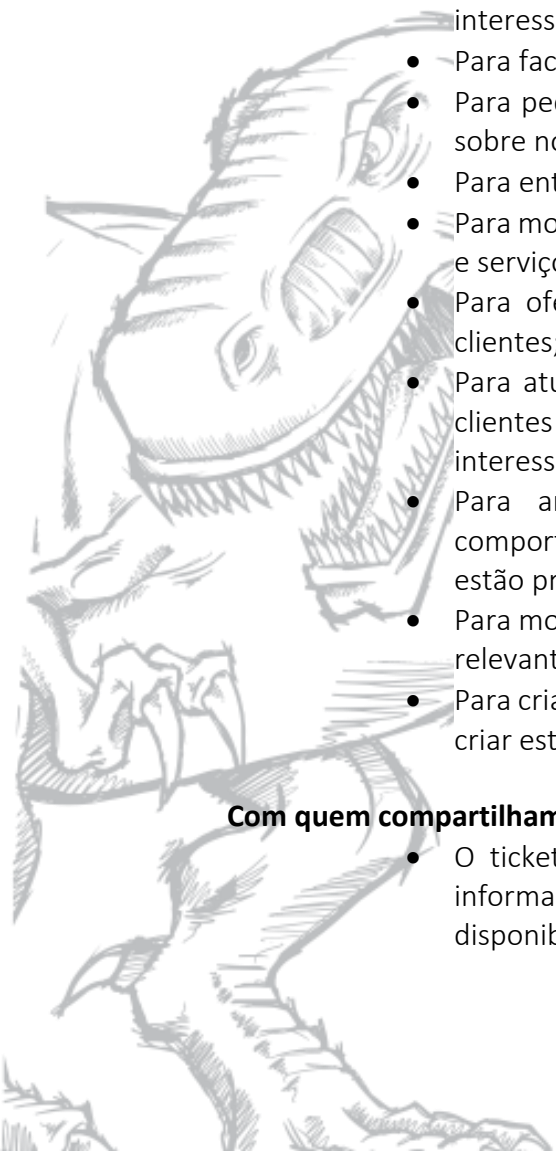 interess
• Para fac
• Para pe
sobre no
• Para ent
• Para mo
e serviço
• Para ofe
clientes;
• Para atu
clientes
interess
• Para an
comport
estão pr
• Para mo
relevant
• Para cria
criar est
Com quem compartilham
• O ticket
informa
disponib